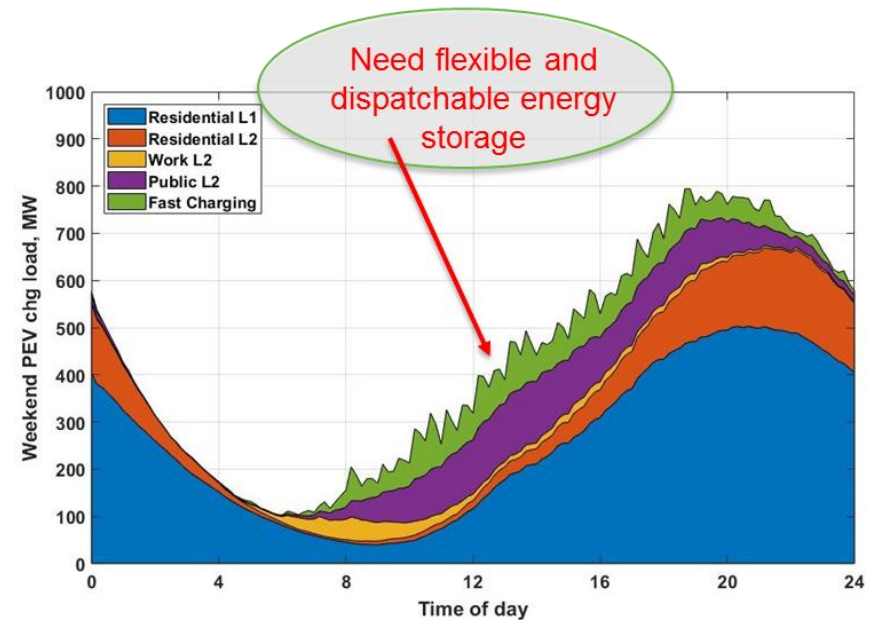 Need flexible and
dispatchable energy
storage
1000
900
800
700
600
500
400
300
200
100
0
Weekend PEV chg load, MW
Residential L1
Residential L2
Work L2
Public L2
Fast Charging
0 4 8 12 16 20 24
Time of day